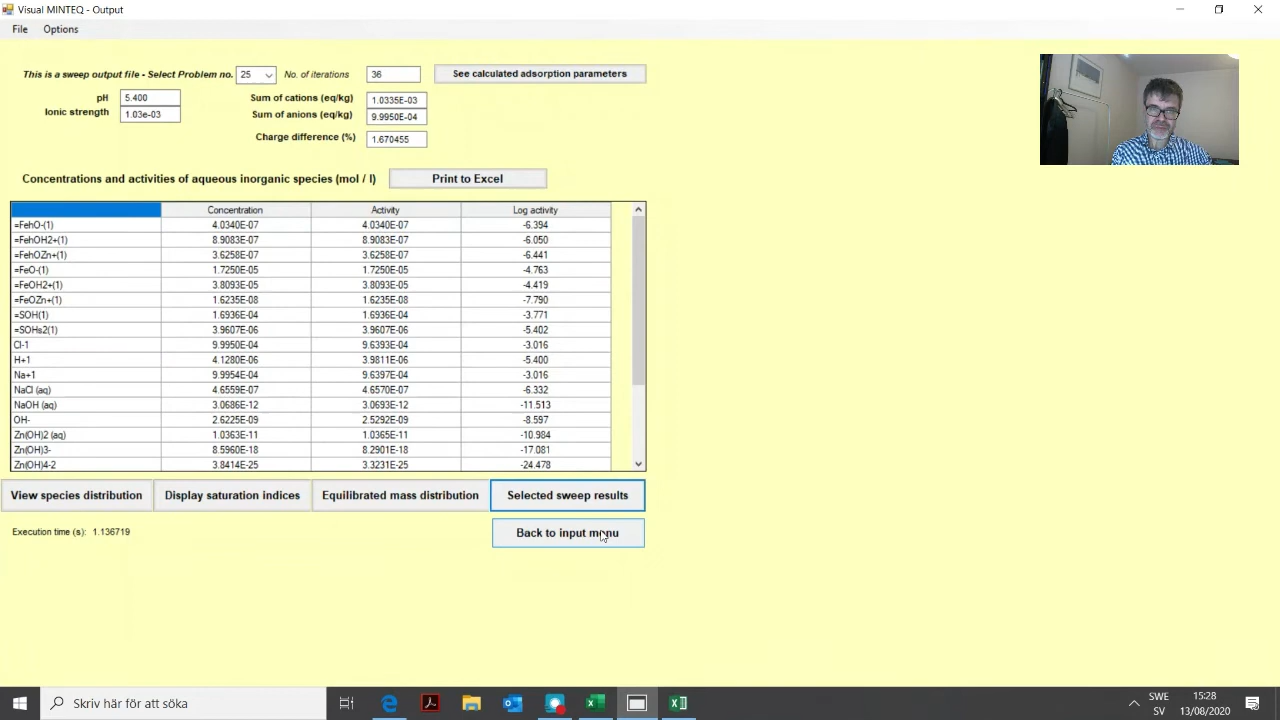 Visual MINTEQ - Output
File Options
This is a sweep output file - Select Problem no. 25 No. of iterations 36 See calculated adsorption parameters
pH 5.400 Sum of cations (eq/kg) 1.0335E-03
Ionic strength 1.03e-03 Sum of anions (eq/kg) 9.9950E-04
Charge difference (%) 1.670455
Concentrations and activities of aqueous inorganic species (mol / l) Print to Excel
Concentration Activity Log activity
=FehO-(1) 4.0340E-07 4.0340E-07 -6.394
=FehOH2+(1) 8.9083E-07 8.9083E-07 -6.050
=FehOZn+(1) 3.6258E-07 3.6258E-07 -6.441
=FeO-(1) 1.7250E-05 1.7250E-05 -4.763
=FeOH2+(1) 3.8093E-05 3.8093E-05 -4.419
=FeOZn+(1) 1.6235E-08 1.6235E-08 -7.790
=SOH(1) 1.6936E-04 1.6936E-04 -3.771
=SOHs2(1) 3.9607E-06 3.9607E-06 -5.402
Cl-1 9.9950E-04 9.6393E-04 -3.016
H+1 4.1280E-06 3.9811E-06 -5.400
Na+1 9.9954E-04 9.6397E-04 -3.016
NaCl (aq) 4.6559E-07 4.6570E-07 -6.332
NaOH (aq) 3.0686E-12 3.0693E-12 -11.513
OH- 2.6225E-09 2.5292E-09 -8.597
Zn(OH)2 (aq) 1.0363E-11 1.0365E-11 -10.984
Zn(OH)3- 8.5960E-18 8.2901E-18 -17.081
Zn(OH)4-2 3.8414E-25 3.3231E-25 -24.478
View species distribution Display saturation indices Equilibrated mass distribution Selected sweep results
Execution time (s): 1.136719 Back to input menu
Skriv här för att söka
SWE 15:28
SV 13/08/2020